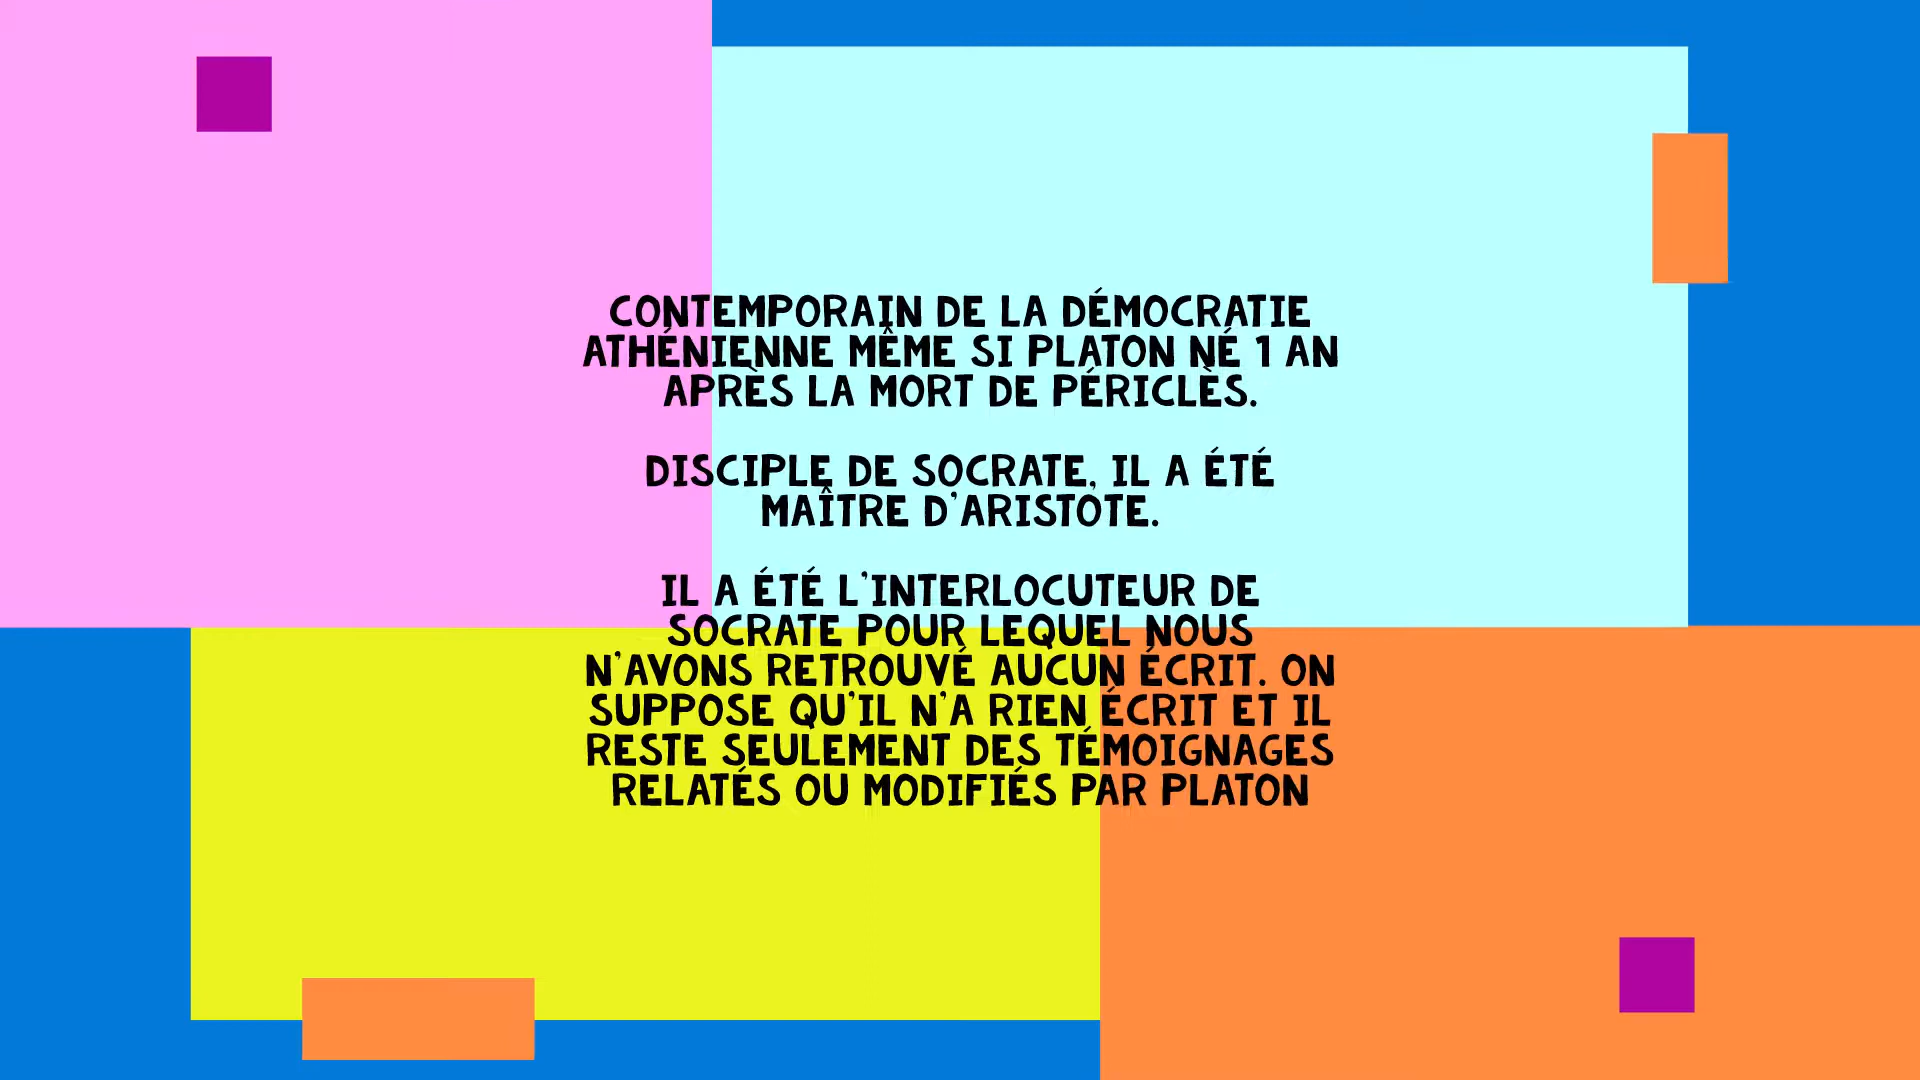 CONTEMPORAIN DE LA DÉMOCRATIE
ATHÉNIENNE MÊME SI PLATON NÉ 1 AN
APRÈS LA MORT DE PÉRICLÈS.
DISCIPLE DE SOCRATE, IL A ÉTÉ
MAÎTRE D'ARISTOTE.
IL A ÉTÉ L'INTERLOCUTEUR DE
SOCRATE POUR LEQUEL NOUS
N'AVONS RETROUVÉ AUCUN ÉCRIT. ON
SUPPOSE QU'IL N'A RIEN ÉCRIT ET IL
RESTE SEULEMENT DES TÉMOIGNAGES
RELATÉS OU MODIFIÉS PAR PLATON